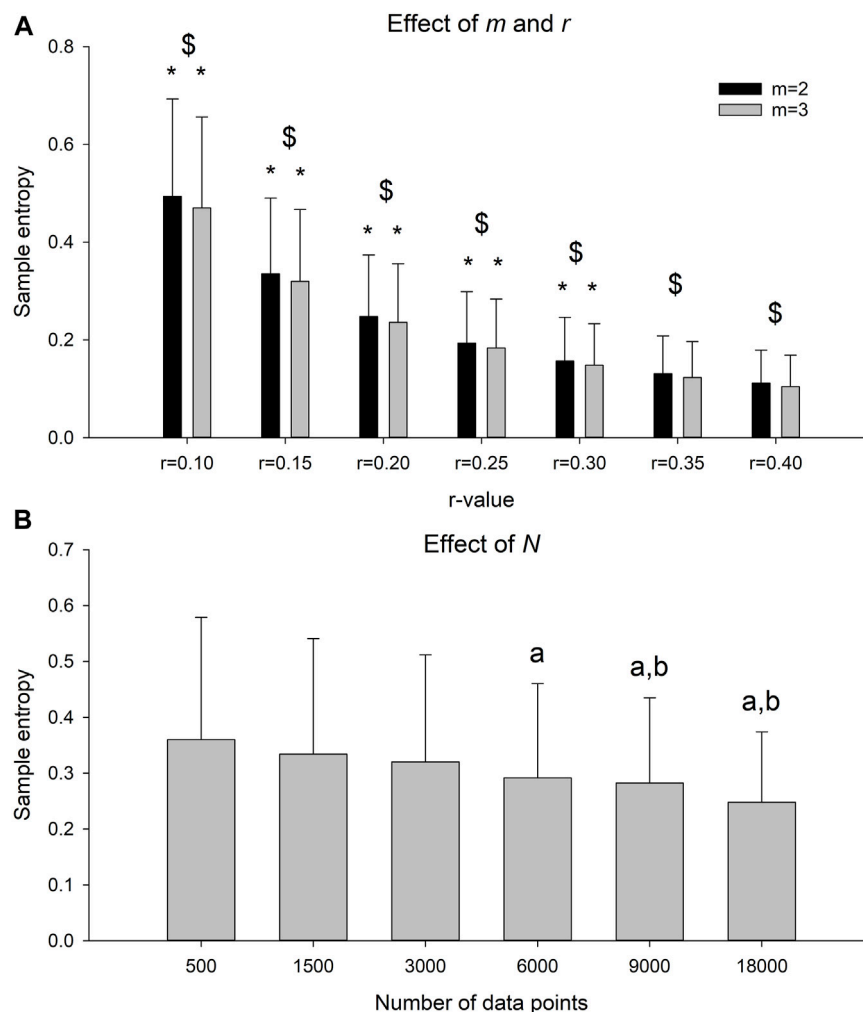 A
Effect of m and r
0.8
0.6
0.4
0.2
0.0
Sample entropy
$ $ $ $ $ $ $
* * * * * * * * * *
m=2
m=3
r=0.10 r=0.15 r=0.20 r=0.25 r=0.30 r=0.35 r=0.40
r-value
B
Effect of N
0.7
0.6
0.5
0.4
0.3
0.2
0.1
0.0
Sample entropy
a a,b a,b
500 1500 3000 6000 9000 18000
Number of data points